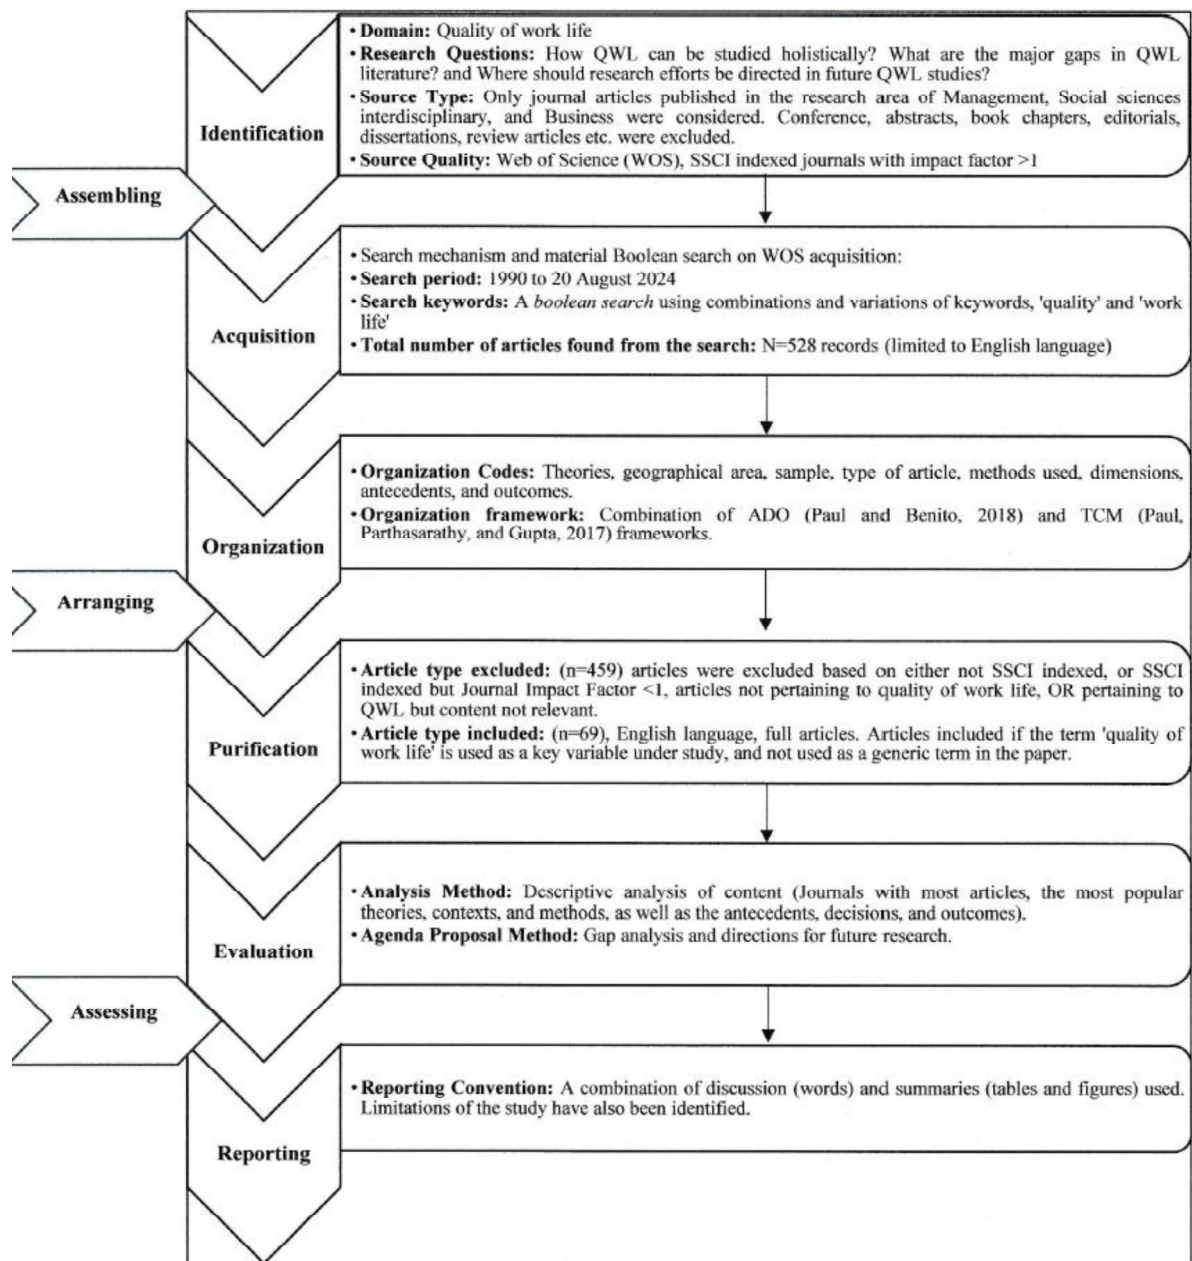 • Domain: Quality of work life
• Research Questions: How QWL can be studied holistically? What are the major gaps in QWL
literature? and Where should research efforts be directed in future QWL studies?
• Source Type: Only journal articles published in the research area of Management, Social sciences
interdisciplinary, and Business were considered. Conference, abstracts, book chapters, editorials,
dissertations, review articles etc. were excluded.
• Source Quality: Web of Science (WOS), SSCI indexed journals with impact factor >1
Identification
Assembling
• Search mechanism and material Boolean search on WOS acquisition:
• Search period: 1990 to 20 August 2024
• Search keywords: A boolean search using combinations and variations of keywords, 'quality' and 'work
life'
• Total number of articles found from the search: N=528 records (limited to English language)
Acquisition
• Organization Codes: Theories, geographical area, sample, type of article, methods used, dimensions,
antecedents, and outcomes.
• Organization framework: Combination of ADO (Paul and Benito, 2018) and TCM (Paul,
Parthasarathy, and Gupta, 2017) frameworks.
Organization
Arranging
• Article type excluded: (n=459) articles were excluded based on either not SSCI indexed, or SSCI
indexed but Journal Impact Factor <1, articles not pertaining to quality of work life, OR pertaining to
QWL but content not relevant.
• Article type included: (n=69), English language, full articles. Articles included if the term 'quality of
work life' is used as a key variable under study, and not used as a generic term in the paper.
Purification
• Analysis Method: Descriptive analysis of content (Journals with most articles, the most popular
theories, contexts, and methods, as well as the antecedents, decisions, and outcomes).
• Agenda Proposal Method: Gap analysis and directions for future research.
Evaluation
Assessing
• Reporting Convention: A combination of discussion (words) and summaries (tables and figures) used.
Limitations of the study have also been identified.
Reporting